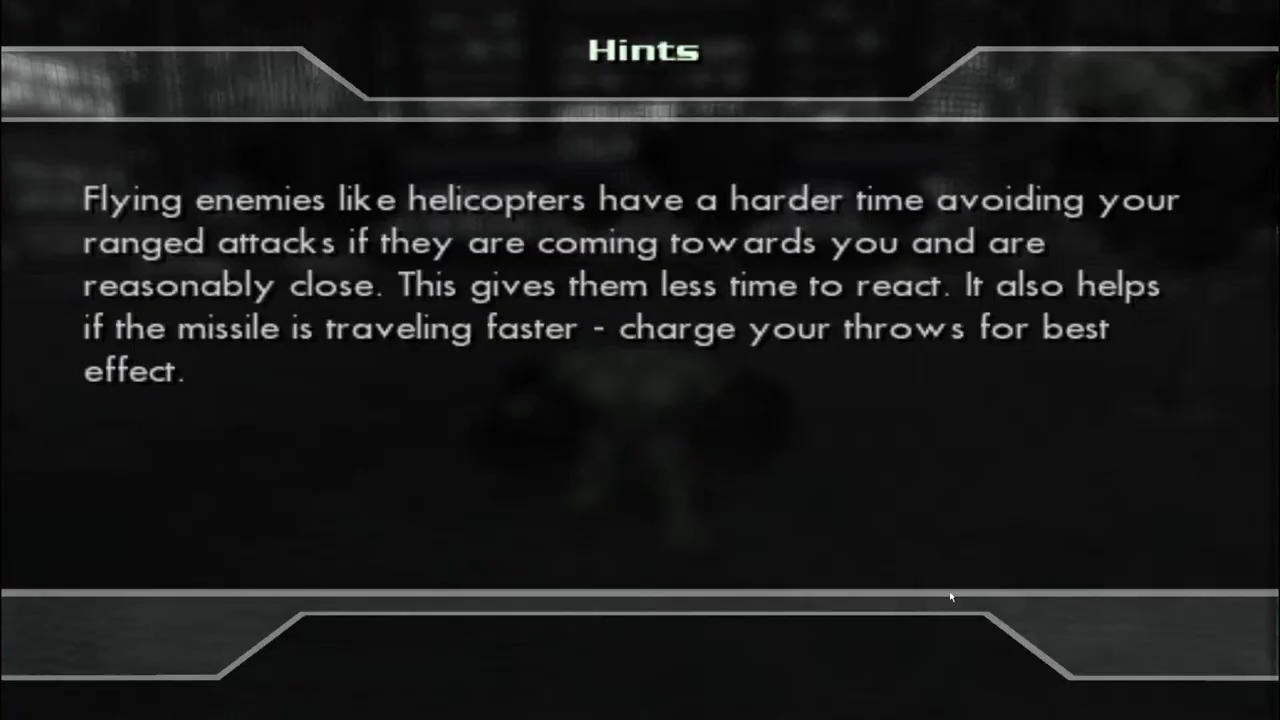 Hints
Flying enemies like helicopters have a harder time avoiding your
ranged attacks if they are coming towards you and are
reasonably close. This gives them less time to react. It also helps
if the missile is traveling faster - charge your throws for best
effect.